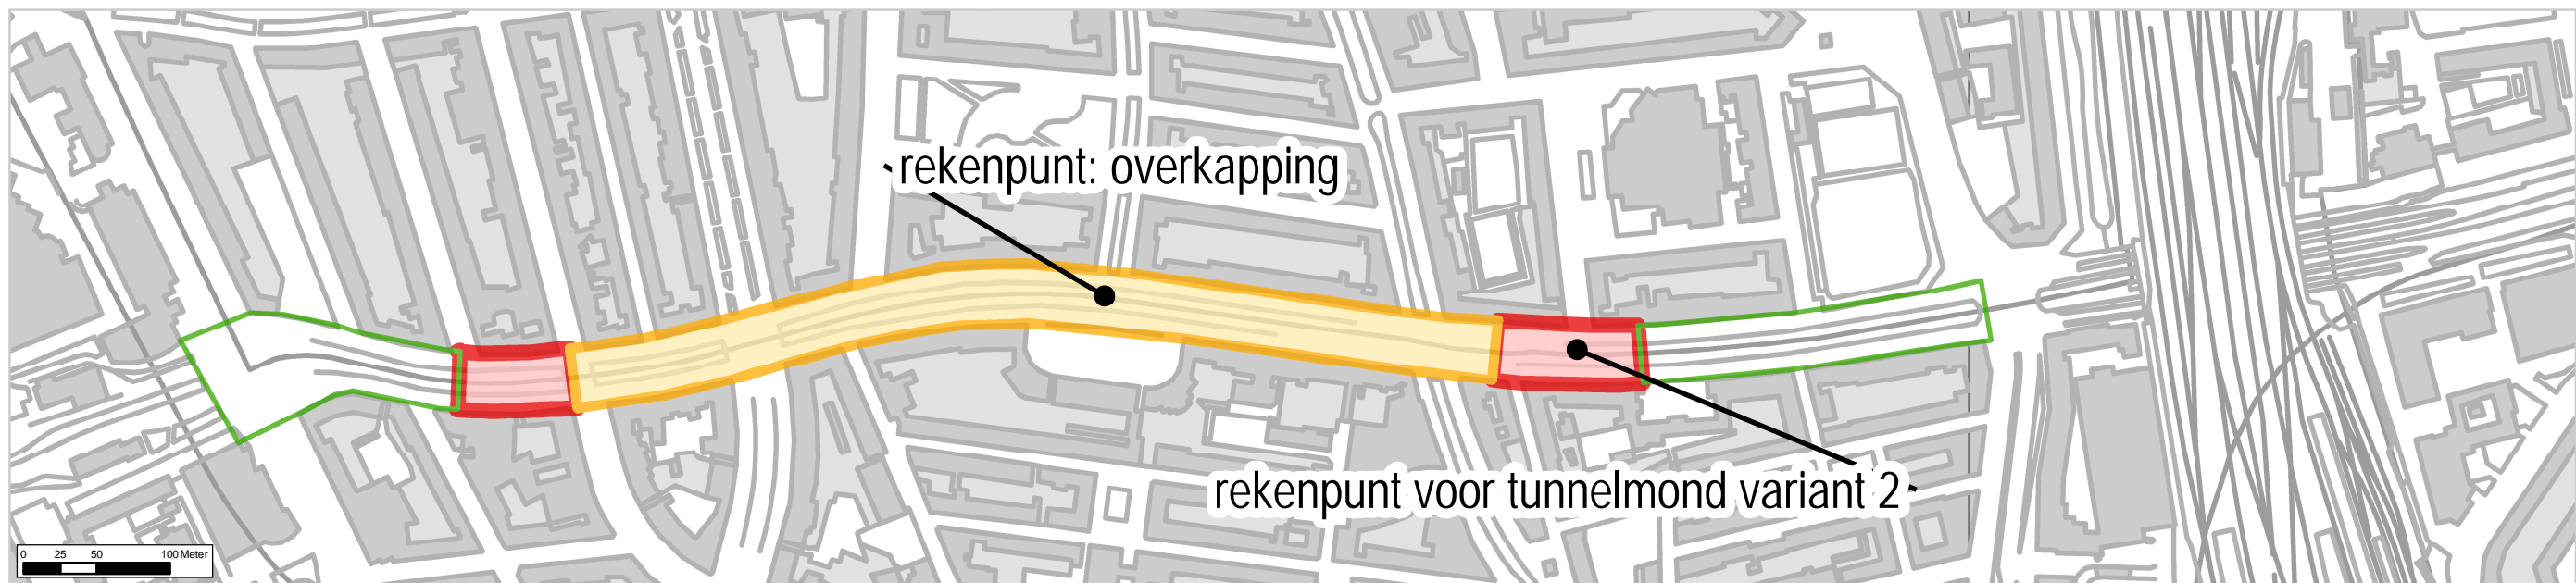 rekenpunt: overkapping
rekenpunt voor tunnelmond variant 2
0 25 50 100 Meter